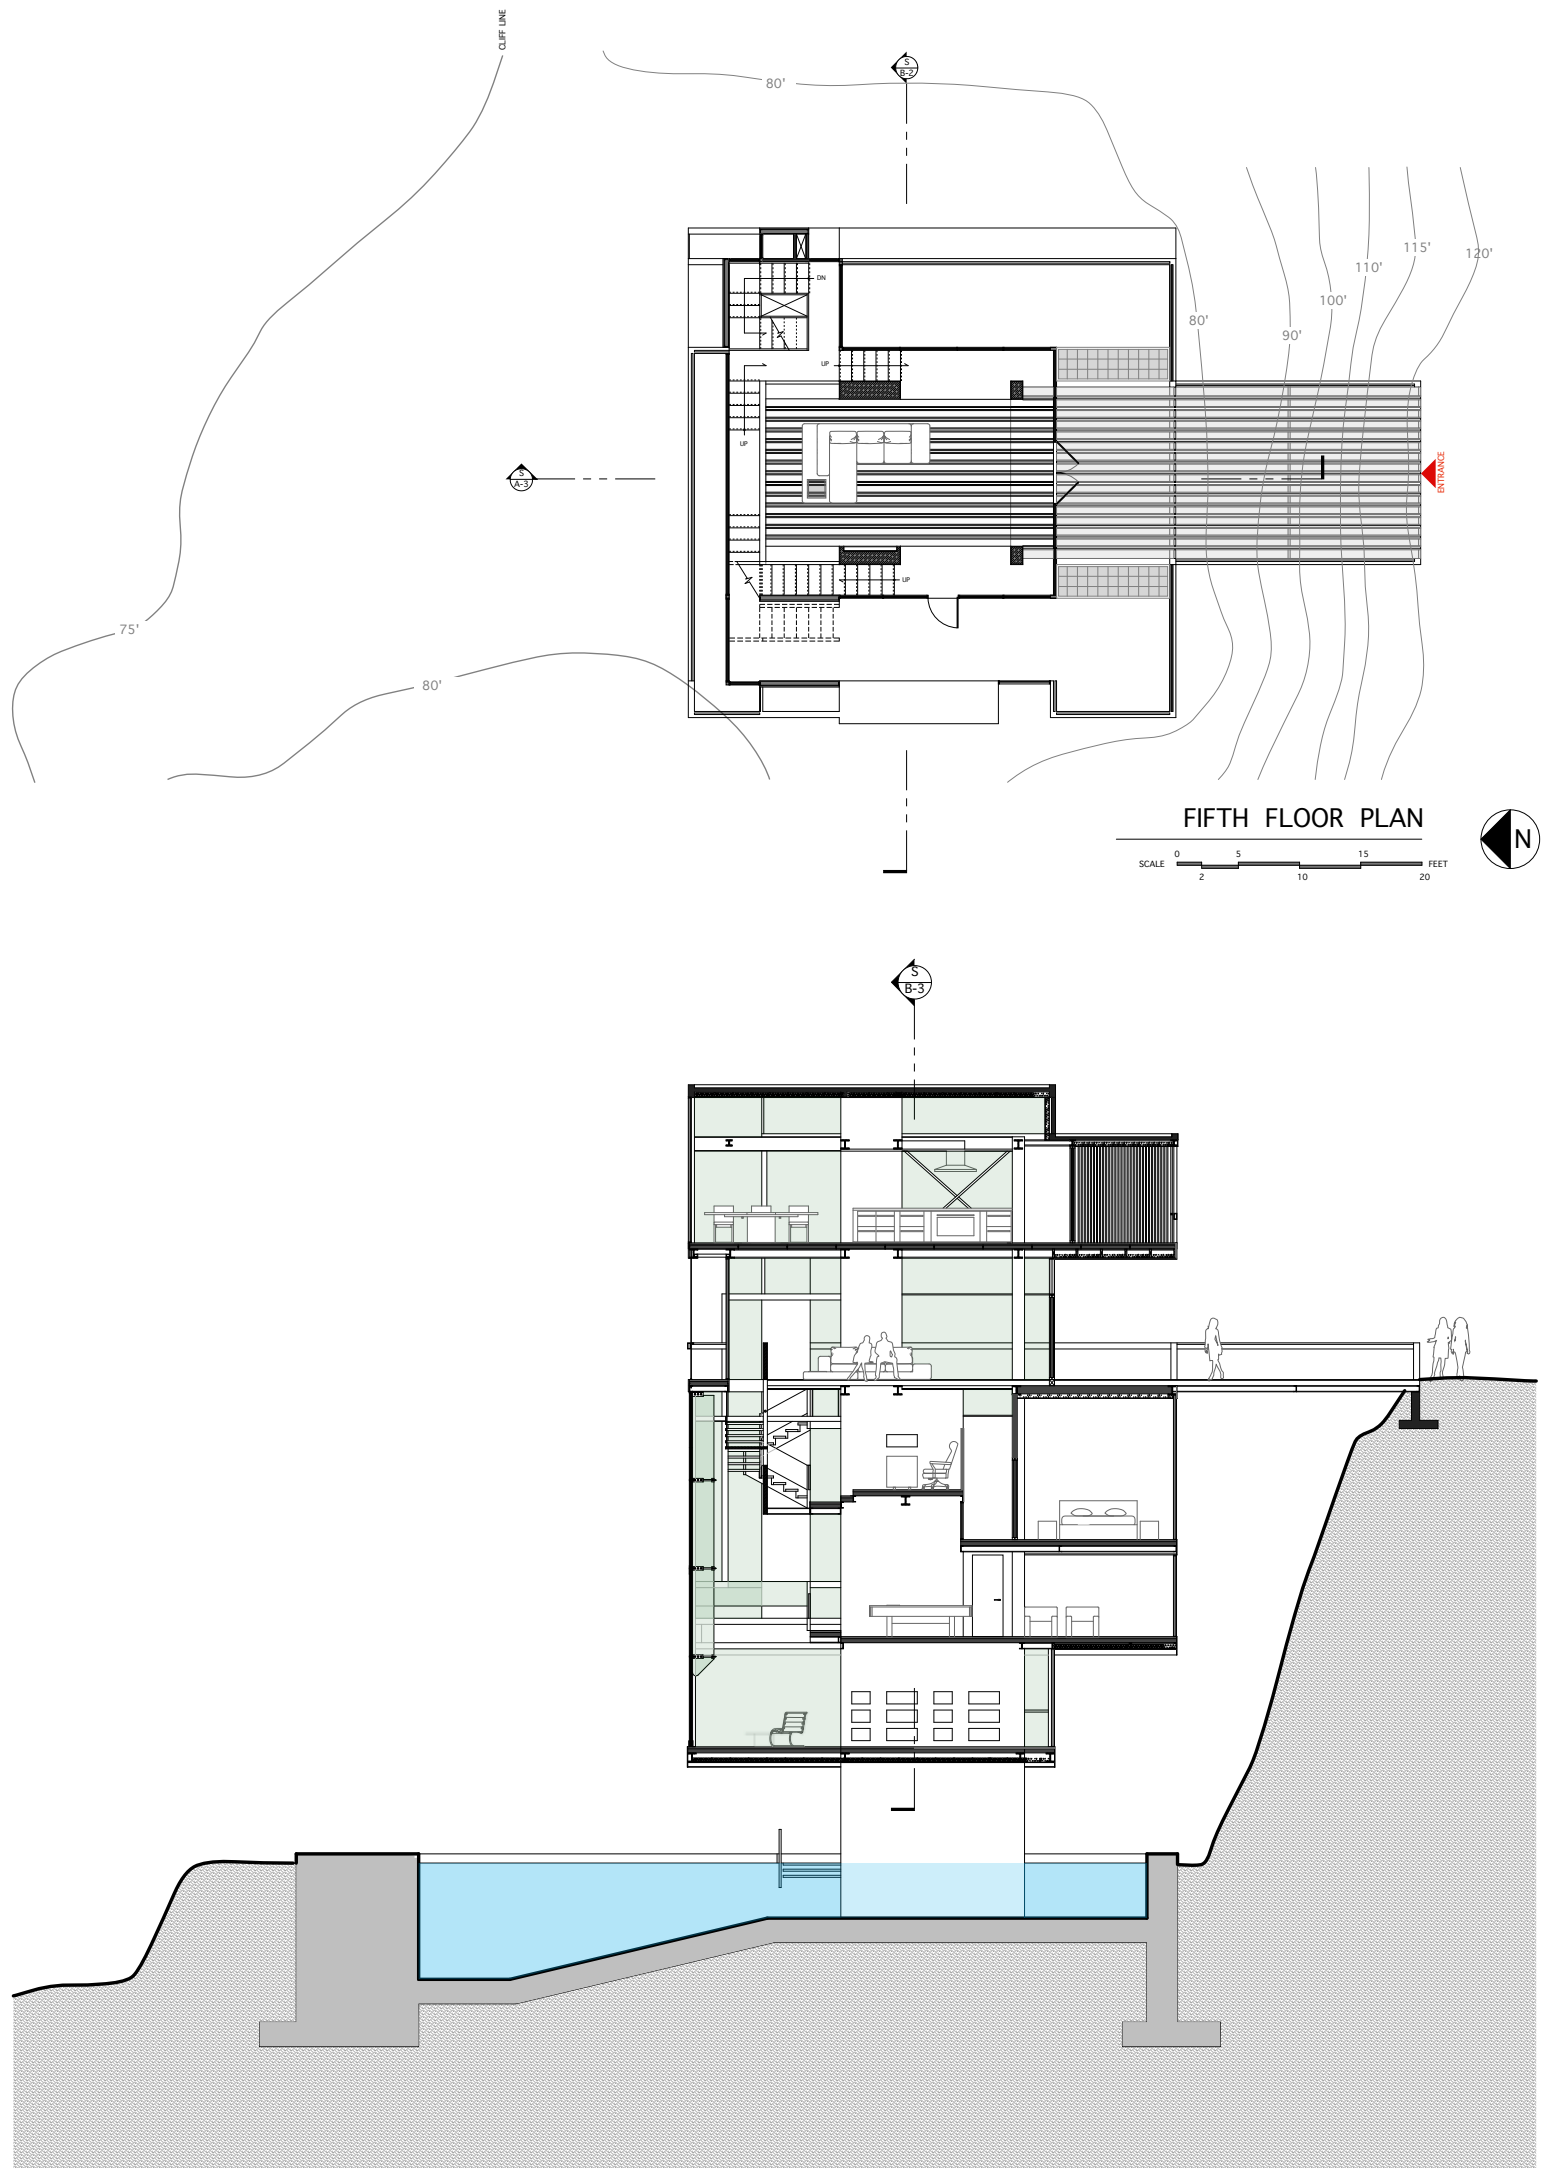 CLIFF LINE
S
B-2
80'
115'
120'
110'
DN
100'
80'
90'
UP
UP
S
A-3
ENTRANCE
UP
75'
80'
FIFTH FLOOR PLAN
N
SCALE 0 5 15 FEET
2 10 20
S
B-3